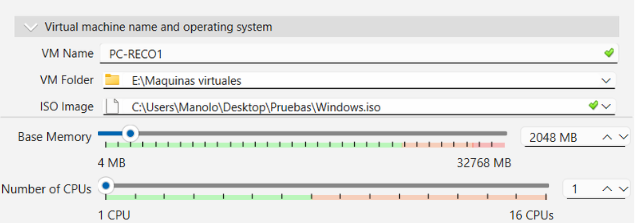 Virtual machine name and operating system
VM Name PC-RECO1
VM Folder E:\Maquinas virtuales
ISO Image C:\Users\Manolo\Desktop\Pruebas\Windows.iso
Base Memory 2048 MB
4 MB 32768 MB
Number of CPUs 1
1 CPU 16 CPUs